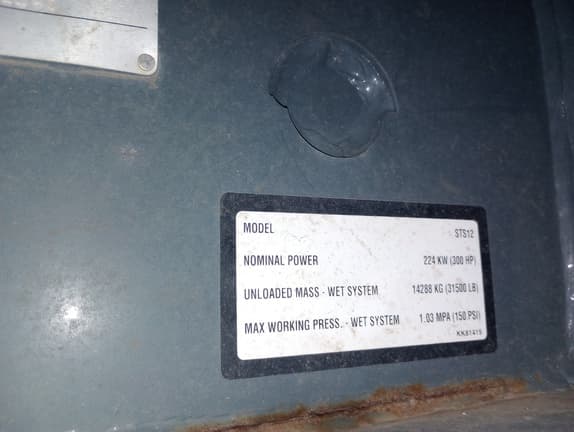 MODEL STS12
NOMINAL POWER 224 KW (300 HP)
UNLOADED MASS - WET SYSTEM 14288 KG (31500 LB)
MAX WORKING PRESS. - WET SYSTEM 1.03 MPA (150 PSI)
KK81415